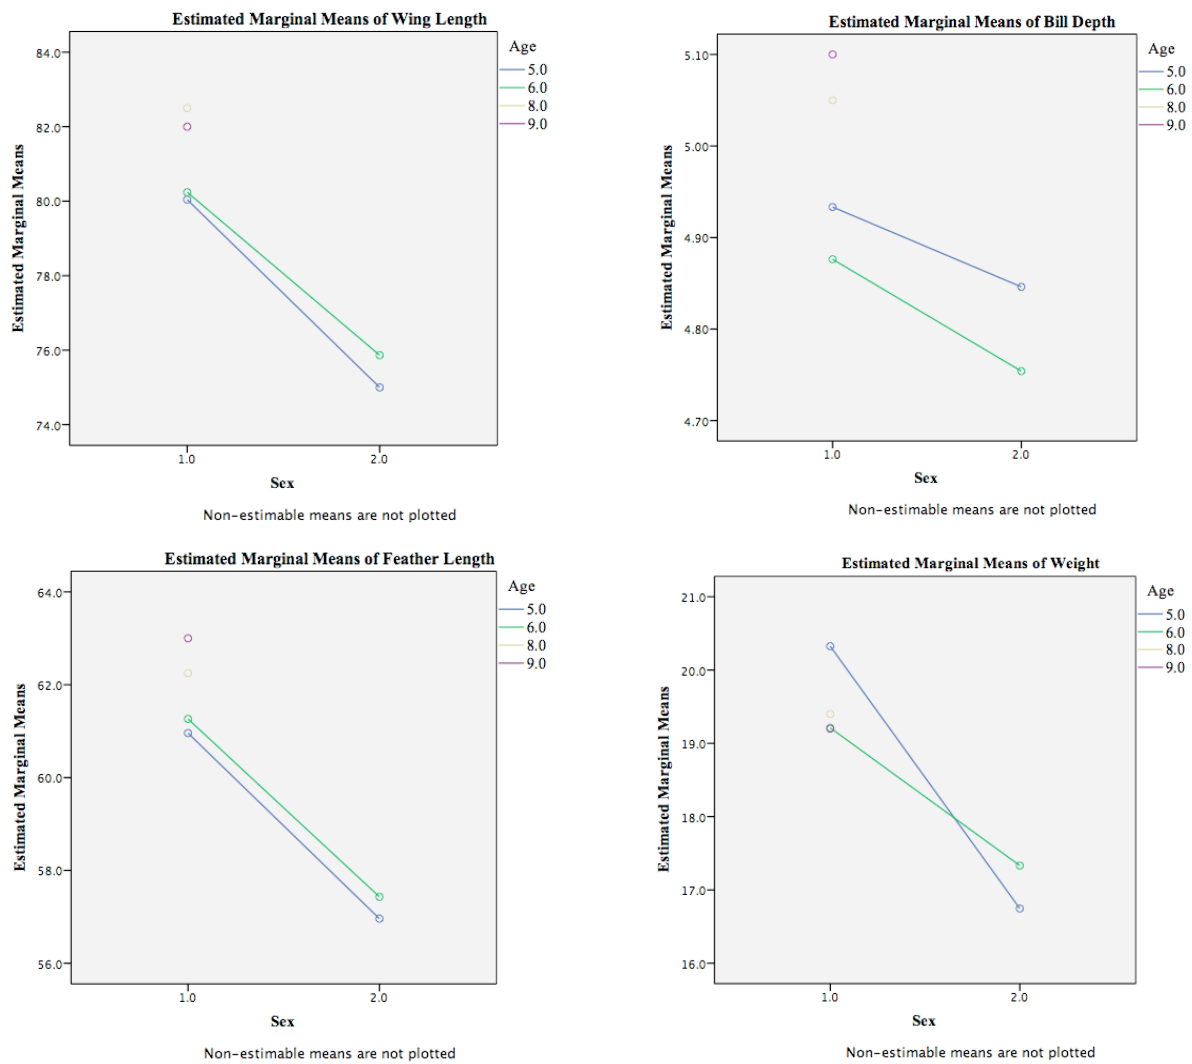 Estimated Marginal Means of Wing Length
Age
5.0
6.0
8.0
9.0
84.0
82.0
80.0
78.0
76.0
74.0
Estimated Marginal Means
1.0 2.0
Sex
Non-estimable means are not plotted
Estimated Marginal Means of Bill Depth
Age
5.0
6.0
8.0
9.0
5.10
5.00
4.90
4.80
4.70
Estimated Marginal Means
1.0 2.0
Sex
Non-estimable means are not plotted
Estimated Marginal Means of Feather Length
Age
5.0
6.0
8.0
9.0
64.0
62.0
60.0
58.0
56.0
Estimated Marginal Means
1.0 2.0
Sex
Non-estimable means are not plotted
Estimated Marginal Means of Weight
Age
5.0
6.0
8.0
9.0
21.0
20.0
19.0
18.0
17.0
16.0
Estimated Marginal Means
1.0 2.0
Sex
Non-estimable means are not plotted